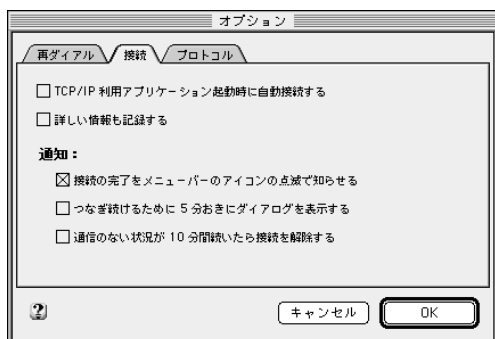 オプション
再ダイアル 接続 プロトコル
TCP/IP 利用アプリケーション起動時に自動接続する
詳しい情報も記録する
通知：
接続の完了をメニューバーのアイコンの点滅で知らせる
つなぎ続けるために 5 分おきにダイアログを表示する
通信のない状況が 10 分間続いたら接続を解除する
? キャンセル OK